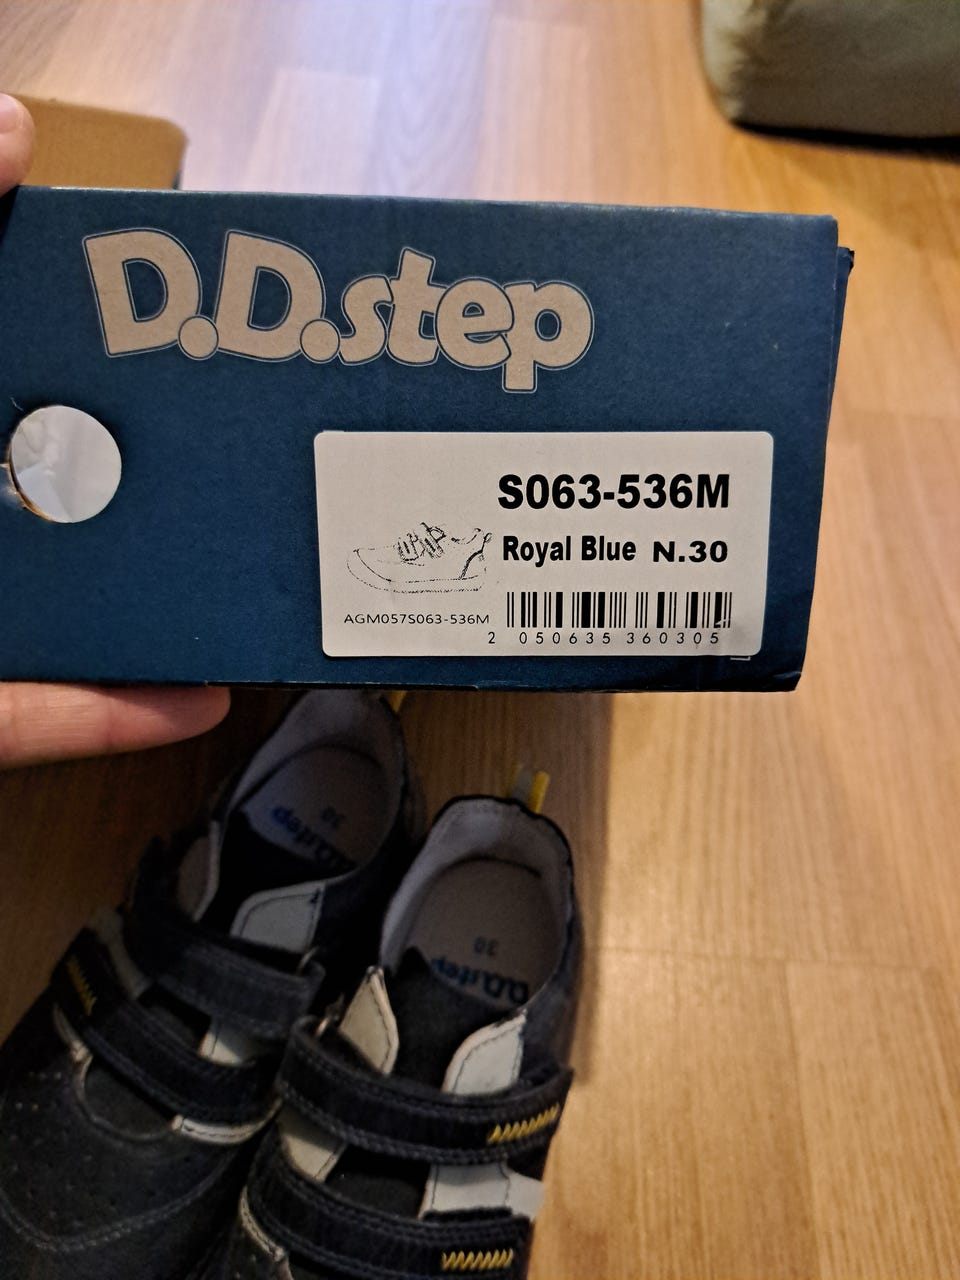 D.D.step
S063-536M
Royal Blue N.30
AGM057S063-536M
2 050635 360305
D.D.step
30
D.D.step
30